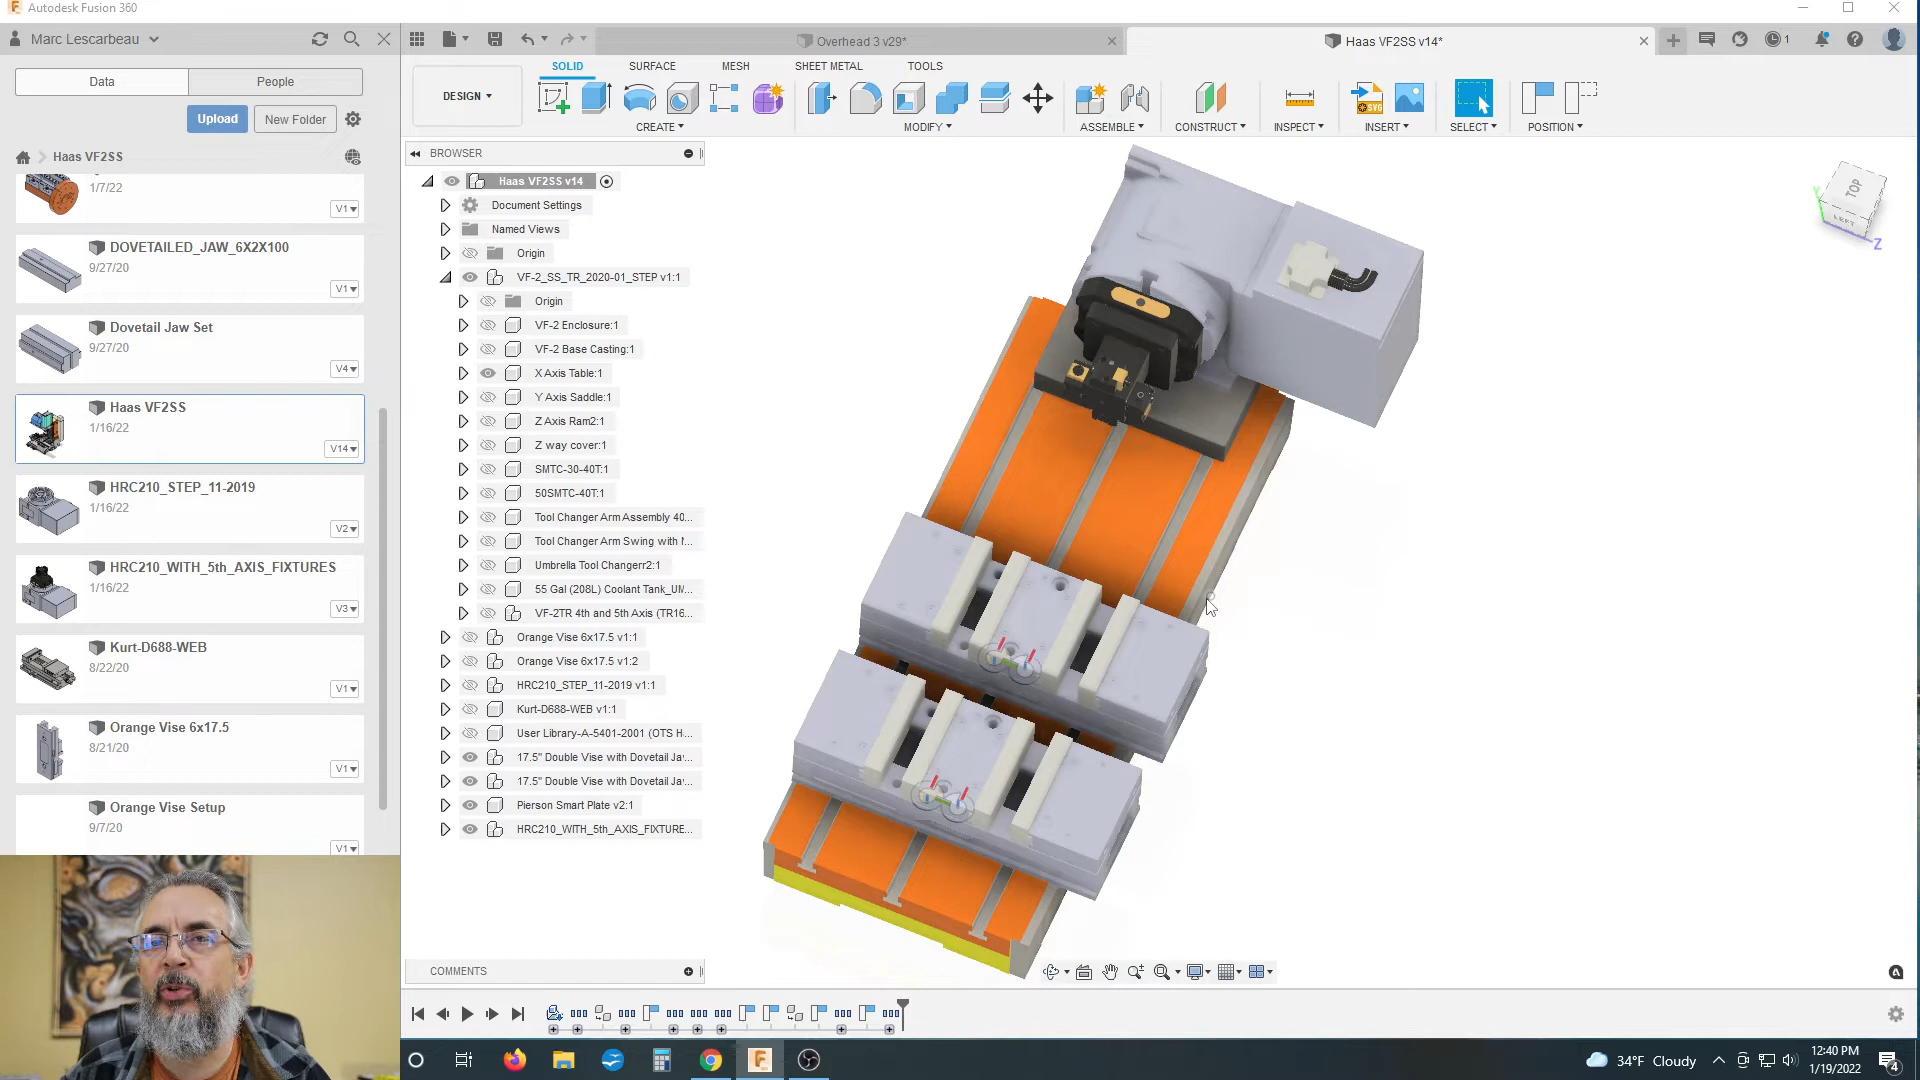 Autodesk Fusion 360
Marc Lescarbeau
Overhead 3 v29*
Haas VF2SS v14*
1
Data
People
Upload
New Folder
Haas VF2SS
1/7/22
V1
DOVETAILED_JAW_6X2X100
9/27/20
V1
Dovetail Jaw Set
9/27/20
V4
Haas VF2SS
1/16/22
V14
HRC210_STEP_11-2019
1/16/22
V2
HRC210_WITH_5th_AXIS_FIXTURES
1/16/22
V3
Kurt-D688-WEB
8/22/20
V1
Orange Vise 6x17.5
8/21/20
V1
Orange Vise Setup
9/7/20
V1
DESIGN
SOLID
SURFACE
MESH
SHEET METAL
TOOLS
CREATE
MODIFY
ASSEMBLE
CONSTRUCT
INSPECT
INSERT
SELECT
POSITION
SVG
BROWSER
Haas VF2SS v14
Document Settings
Named Views
Origin
VF-2_SS_TR_2020-01_STEP v1:1
Origin
VF-2 Enclosure:1
VF-2 Base Casting:1
X Axis Table:1
Y Axis Saddle:1
Z Axis Ram2:1
Z way cover:1
SMTC-30-40T:1
50SMTC-40T:1
Tool Changer Arm Assembly 40...
Tool Changer Arm Swing with M...
Umbrella Tool Changerr2:1
55 Gal (208L) Coolant Tank_UM...
VF-2TR 4th and 5th Axis (TR16...
Orange Vise 6x17.5 v1:1
Orange Vise 6x17.5 v1:2
HRC210_STEP_11-2019 v1:1
Kurt-D688-WEB v1:1
User Library-A-5401-2001 (OTS H...
17.5" Double Vise with Dovetail Ja...
17.5" Double Vise with Dovetail Ja...
Pierson Smart Plate v2:1
HRC210_WITH_5th_AXIS_FIXTURE...
COMMENTS
TOP
LEFT
Y
Z
34°F Cloudy
12:40 PM
1/19/2022
4